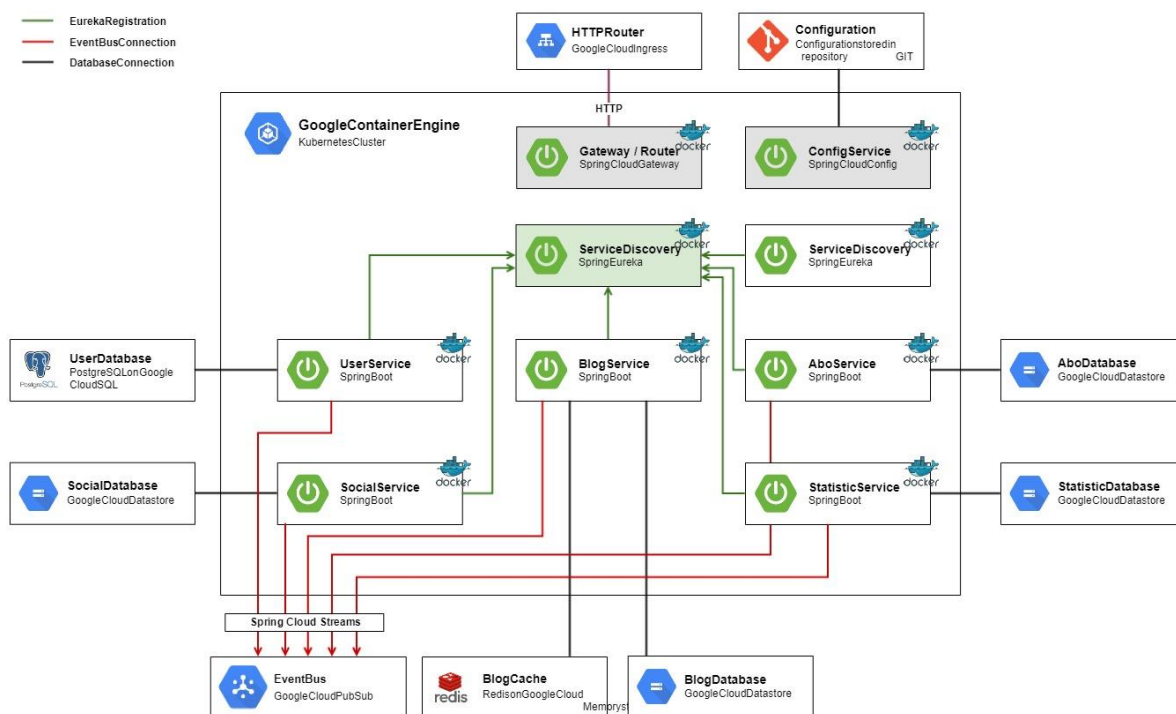 EurekaRegistration
EventBusConnection
DatabaseConnection
HTTPRouter
GoogleCloudIngress
Configuration
Configurationstoredin
repository GIT
HTTP
GoogleContainerEngine
KubernetesCluster
docker
Gateway / Router
SpringCloudGateway
docker
ConfigService
SpringCloudConfig
docker
ServiceDiscovery
SpringEureka
docker
ServiceDiscovery
SpringEureka
PostgreSQL
UserDatabase
PostgreSQLonGoogle
CloudSQL
docker
UserService
SpringBoot
docker
BlogService
SpringBoot
docker
AboService
SpringBoot
AboDatabase
GoogleCloudDatastore
SocialDatabase
GoogleCloudDatastore
docker
SocialService
SpringBoot
docker
StatisticService
SpringBoot
StatisticDatabase
GoogleCloudDatastore
Spring Cloud Streams
EventBus
GoogleCloudPubSub
redis
BlogCache
RedisonGoogleCloud
Memoryst
BlogDatabase
GoogleCloudDatastore